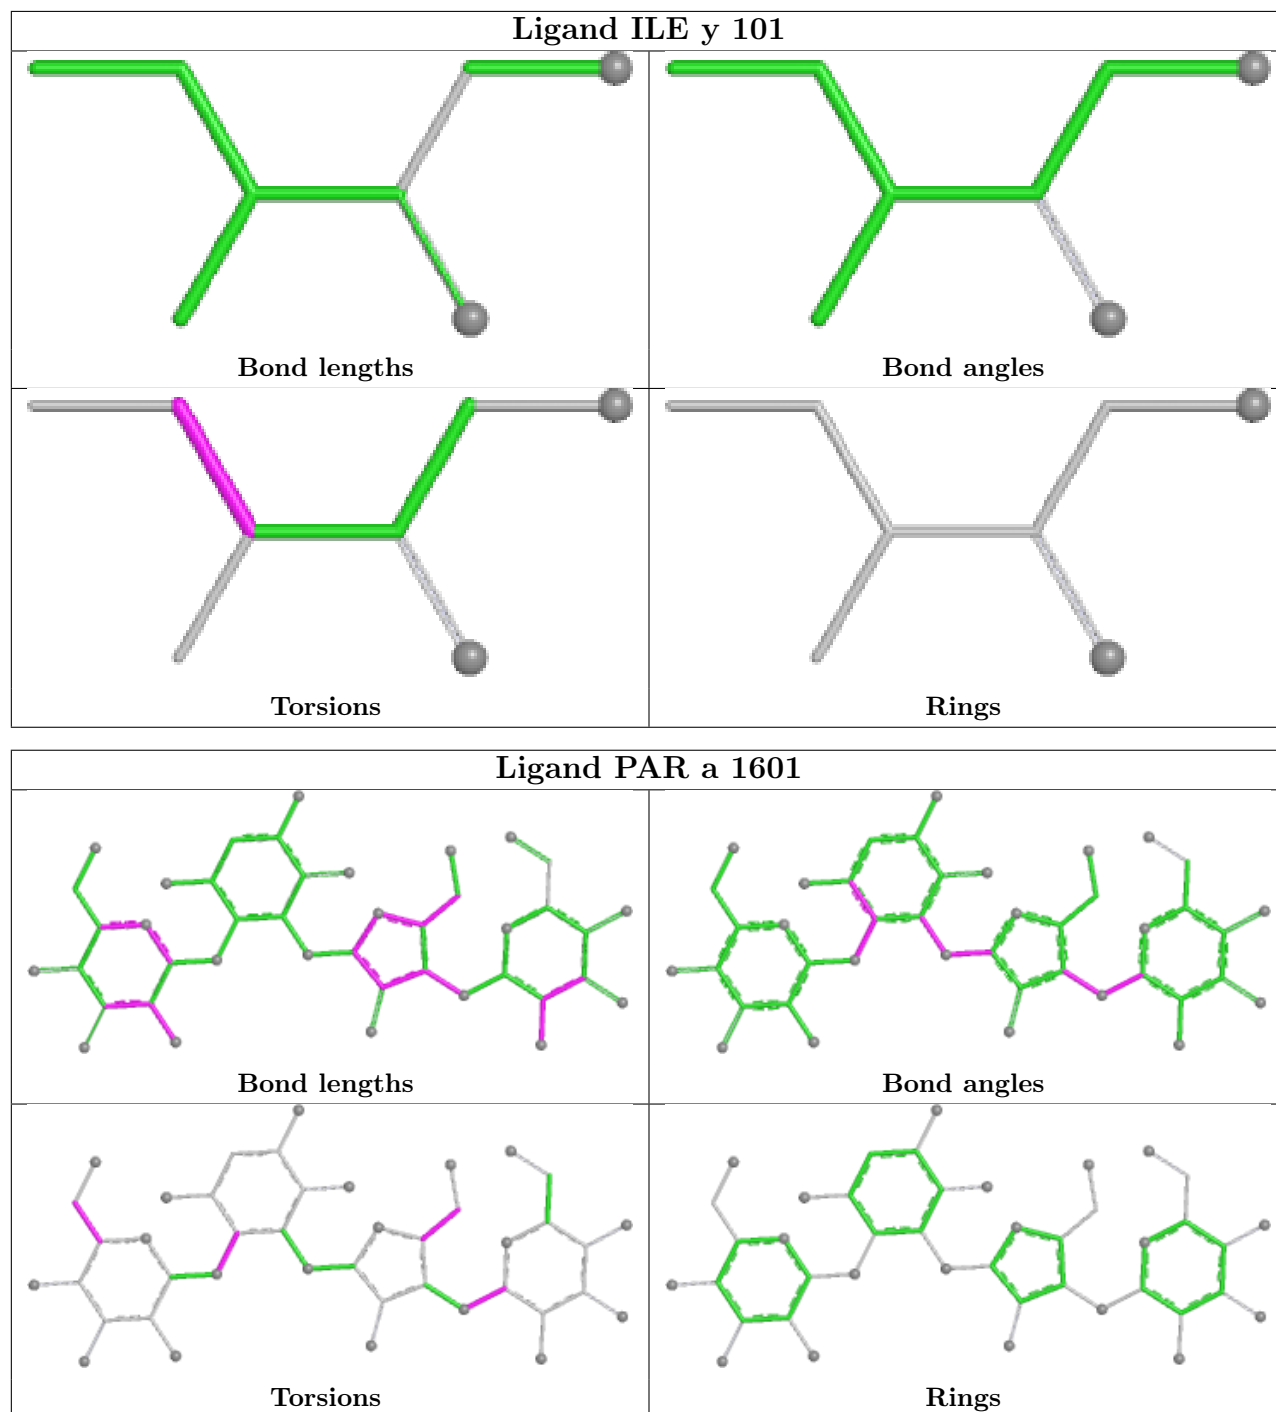 Ligand ILE y 101
Bond lengths
Bond angles
Torsions
Rings
Ligand PAR a 1601
Bond lengths
Bond angles
Torsions
Rings